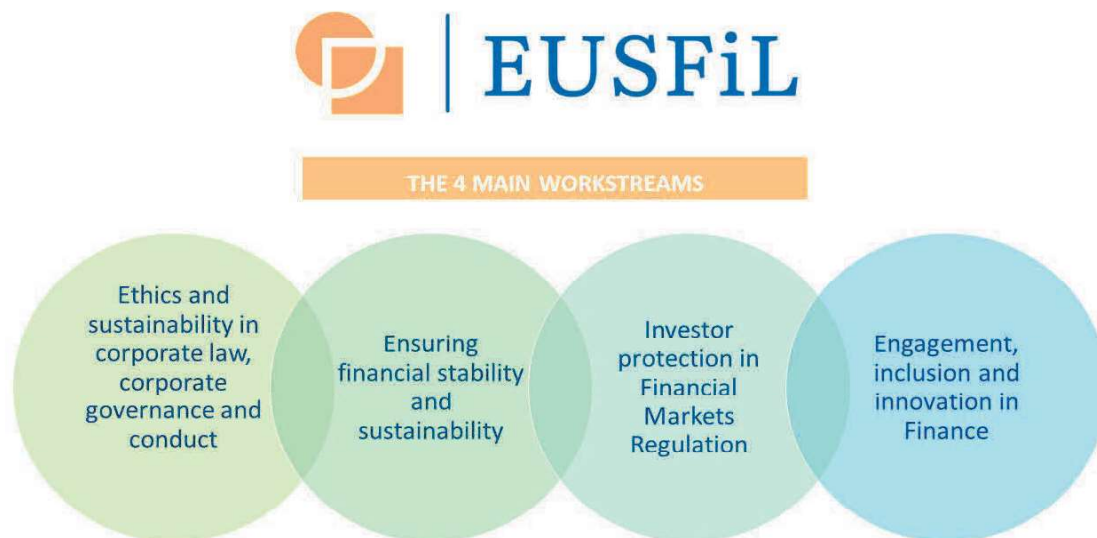 EUSFiL
THE 4 MAIN WORKSTREAMS
Ethics and
sustainability in
corporate law,
corporate
governance and
conduct
Ensuring
financial stability
and
sustainability
Investor
protection in
Financial
Markets
Regulation
Engagement,
inclusion and
innovation in
Finance